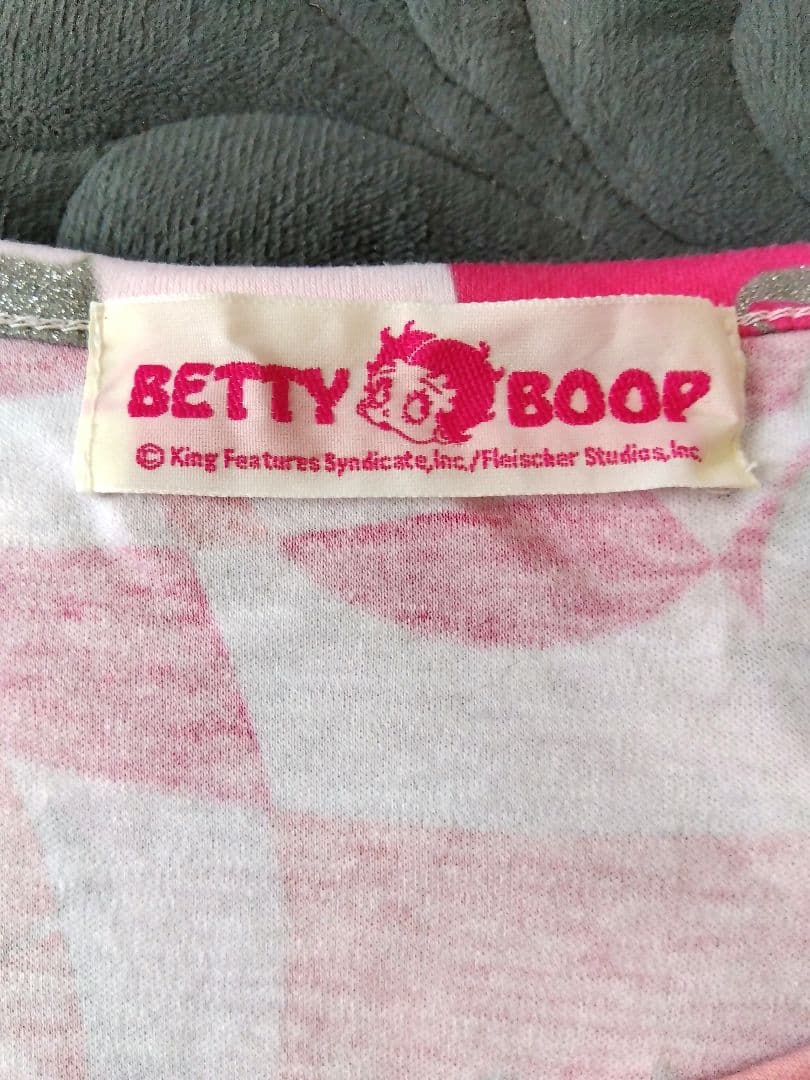 BETTY BOOP
© King Features Syndicate,Inc./Fleischer Studios,Inc.